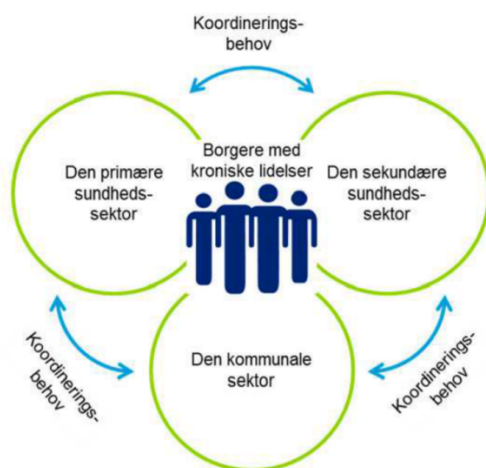 Koordinerings-
behov
Den primære
sundheds-
sektor
Borgere med
kroniske lidelser
Den sekundære
sundheds-
sektor
Koordinerings-
behov
Den kommunale
sektor
Koordinerings-
behov